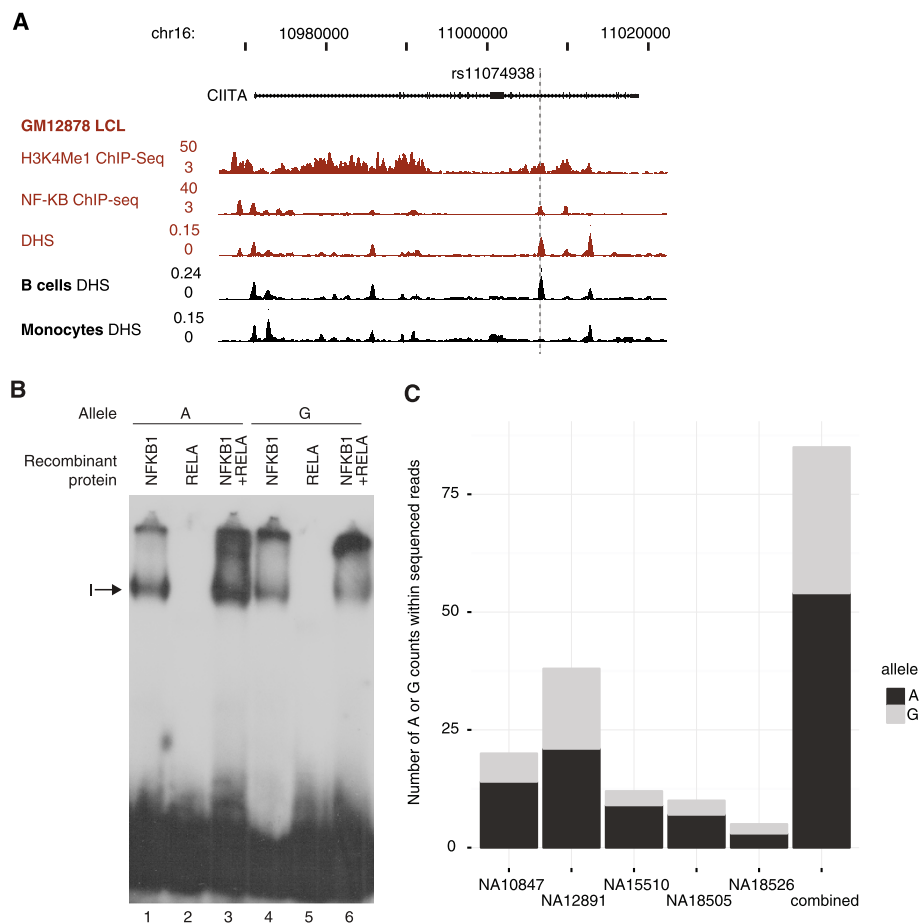 A
chr16:
10980000
11000000
11020000
rs11074938
CIITA
GM12878 LCL
H3K4Me1 ChIP-Seq
50
3
NF-KB ChIP-seq
40
3
DHS
0.15
0
B cells DHS
0.24
0
Monocytes DHS
0.15
0
B
Allele
A
G
Recombinant
protein
NFKB1
RELA
NFKB1
+RELA
NFKB1
RELA
NFKB1
+RELA
I
1
2
3
4
5
6
C
Number of A or G counts within sequenced reads
75
50
25
0
NA10847
NA12891
NA15510
NA18505
NA18526
combined
allele
A
G